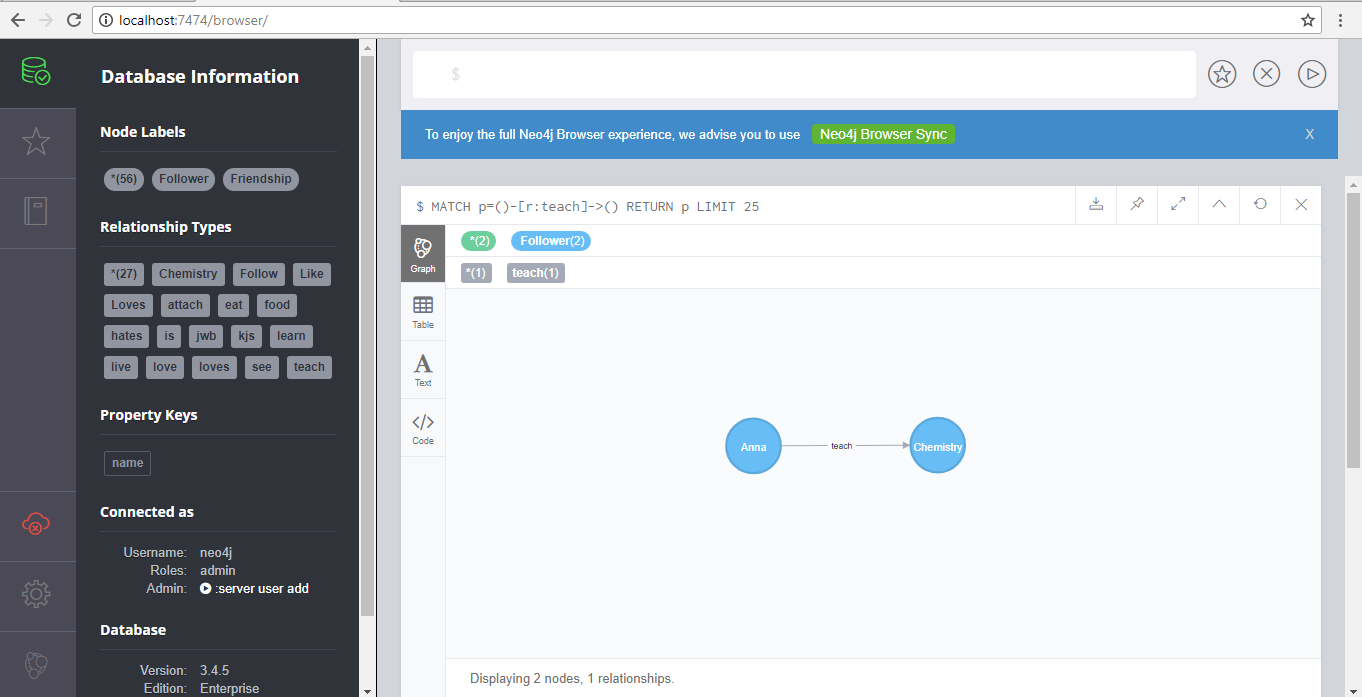 localhost:7474/browser/
Database Information
Node Labels
*(56) Follower Friendship
Relationship Types
*(27) Chemistry Follow Like
Loves attach eat food
hates is jwb kjs learn
live love loves see teach
Property Keys
name
Connected as
Username: neo4j
Roles: admin
Admin: :server user add
Database
Version: 3.4.5
Edition: Enterprise
$
To enjoy the full Neo4j Browser experience, we advise you to use Neo4j Browser Sync X
$ MATCH p=()-[r:teach]->() RETURN p LIMIT 25
Graph
Table
Text
Code
*(2) Follower(2)
*(1) teach(1)
Anna teach Chemistry
Displaying 2 nodes, 1 relationships.